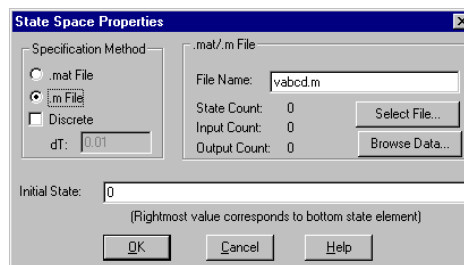 State Space Properties
Specification Method
.mat File
.m File
Discrete
dT: 0.01
.mat/.m File
File Name: vabcd.m
State Count: 0
Input Count: 0
Output Count: 0
Select File...
Browse Data...
Initial State: 0
(Rightmost value corresponds to bottom state element)
OK Cancel Help